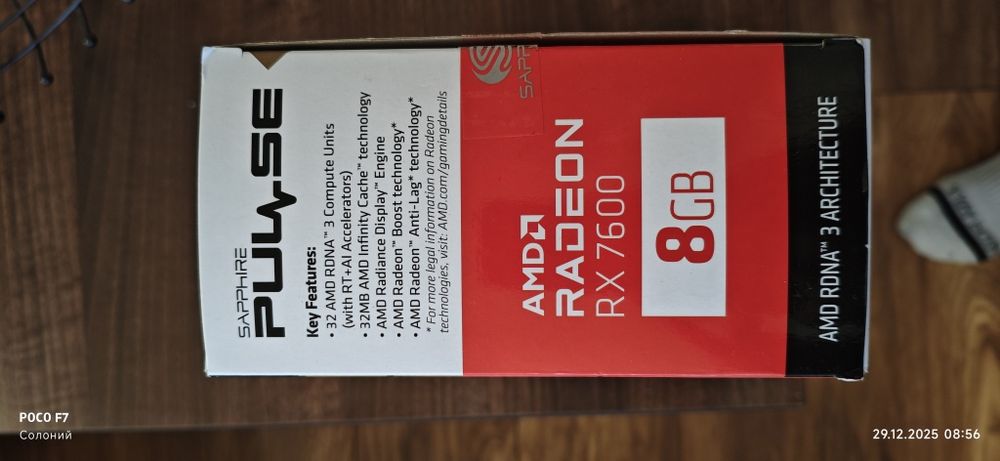 SAPPHIRE
PULSE
Key Features:
• 32 AMD RDNA™ 3 Compute Units
(with RT+AI Accelerators)
• 32MB AMD Infinity Cache™ technology
• AMD Radiance Display™ Engine
• AMD Radeon™ Boost technology*
• AMD Radeon™ Anti-Lag* technology*
* For more legal information on Radeon
technologies, visit: AMD.com/gamingdetails
SAPPH
AMD
RADEON
RX 7600
8GB
AMD RDNA™ 3 ARCHITECTURE
POCO F7
Солоний
29.12.2025 08:56